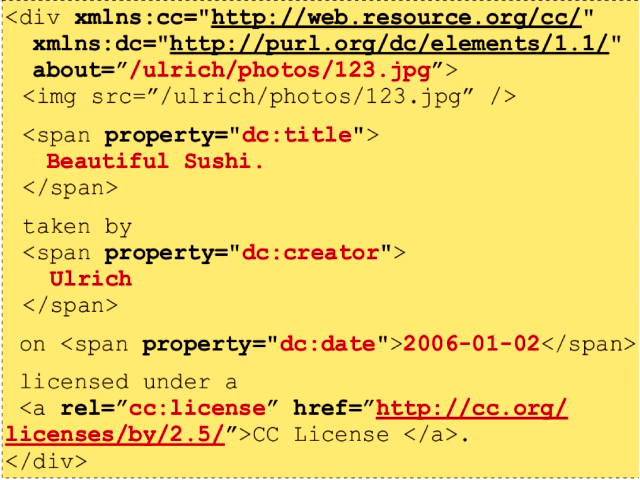 <div xmlns:cc="http://web.resource.org/cc/"
xmlns:dc="http://purl.org/dc/elements/1.1/"
about=”/ulrich/photos/123.jpg”>
<img src=”/ulrich/photos/123.jpg” />
<span property="dc:title">
Beautiful Sushi.
</span>
taken by
<span property="dc:creator">
Ulrich
</span>
on <span property="dc:date">2006-01-02</span>
licensed under a
<a rel=”cc:license” href=”http://cc.org/
licenses/by/2.5/”>CC License </a>.
</div>